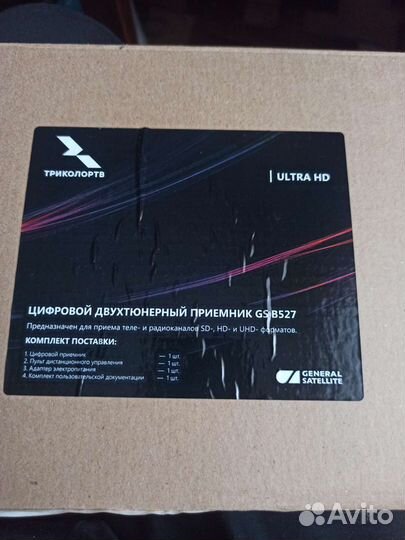 ТРИКОЛОРТВ
ULTRA HD
ЦИФРОВОЙ ДВУХТЮНЕРНЫЙ ПРИЕМНИК GS B527
Предназначен для приема теле- и радиоканалов SD-, HD- и UHD- форматов.
КОМПЛЕКТ ПОСТАВКИ:
1. Цифровой приемник — 1 шт.
2. Пульт дистанционного управления — 1 шт.
3. Адаптер электропитания — 1 шт.
4. Комплект пользовательской документации — 1 шт.
GENERAL
SATELLITE
Avito